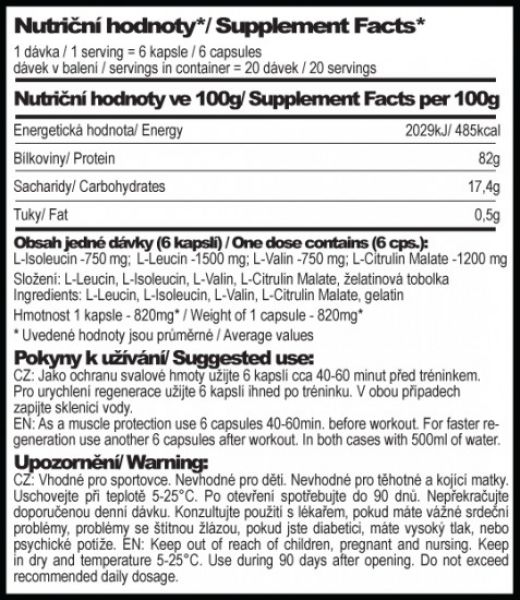 Nutriční hodnoty*/ Supplement Facts*
1 dávka / 1 serving = 6 kapsle / 6 capsules
dávek v balení / servings in container = 20 dávek / 20 servings
Nutriční hodnoty ve 100g/ Supplement Facts per 100g
Energetická hodnota/ Energy 2029kJ/ 485kcal
Bílkoviny/ Protein 82g
Sacharidy/ Carbohydrates 17,4g
Tuky/ Fat 0,5g
Obsah jedné dávky (6 kapslí) / One dose contains (6 cps.):
L-Isoleucin -750 mg; L-Leucin -1500 mg; L-Valin -750 mg; L-Citrulin Malate -1200 mg
Složení: L-Leucin, L-Isoleucin, L-Valin, L-Citrulin Malate, želatinová tobolka
Ingredients: L-Leucin, L-Isoleucin, L-Valin, L-Citrulin Malate, gelatin
Hmotnost 1 kapsle - 820mg* / Weight of 1 capsule - 820mg*
* Uvedené hodnoty jsou průměrné / Average values
Pokyny k užívání/ Suggested use:
CZ: Jako ochranu svalové hmoty užijte 6 kapslí cca 40-60 minut před tréninkem.
Pro urychlení regenerace užijte 6 kapslí ihned po tréninku. V obou případech
zapijte sklenicí vody.
EN: As a muscle protection use 6 capsules 40-60min. before workout. For faster re-
generation use another 6 capsules after workout. In both cases with 500ml of water.
Upozornění/ Warning:
CZ: Vhodné pro sportovce. Nevhodné pro děti. Nevhodné pro těhotné a kojící matky.
Uschovejte při teplotě 5-25°C. Po otevření spotřebujte do 90 dnů. Nepřekračujte
doporučenou denní dávku. Konzultujte použití s lékařem, pokud máte vážné srdeční
problémy, problémy se štítnou žlázou, pokud jste diabetici, máte vysoký tlak, nebo
psychické potíže. EN: Keep out of reach of children, pregnant and nursing. Keep
in dry and temperature 5-25°C. Use during 90 days after opening. Do not exceed
recommended daily dosage.